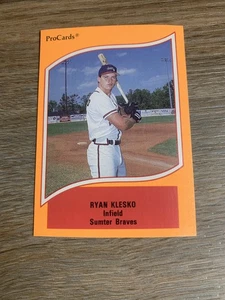 ProCards®
RYAN KLESKO
Infield
Sumter Braves